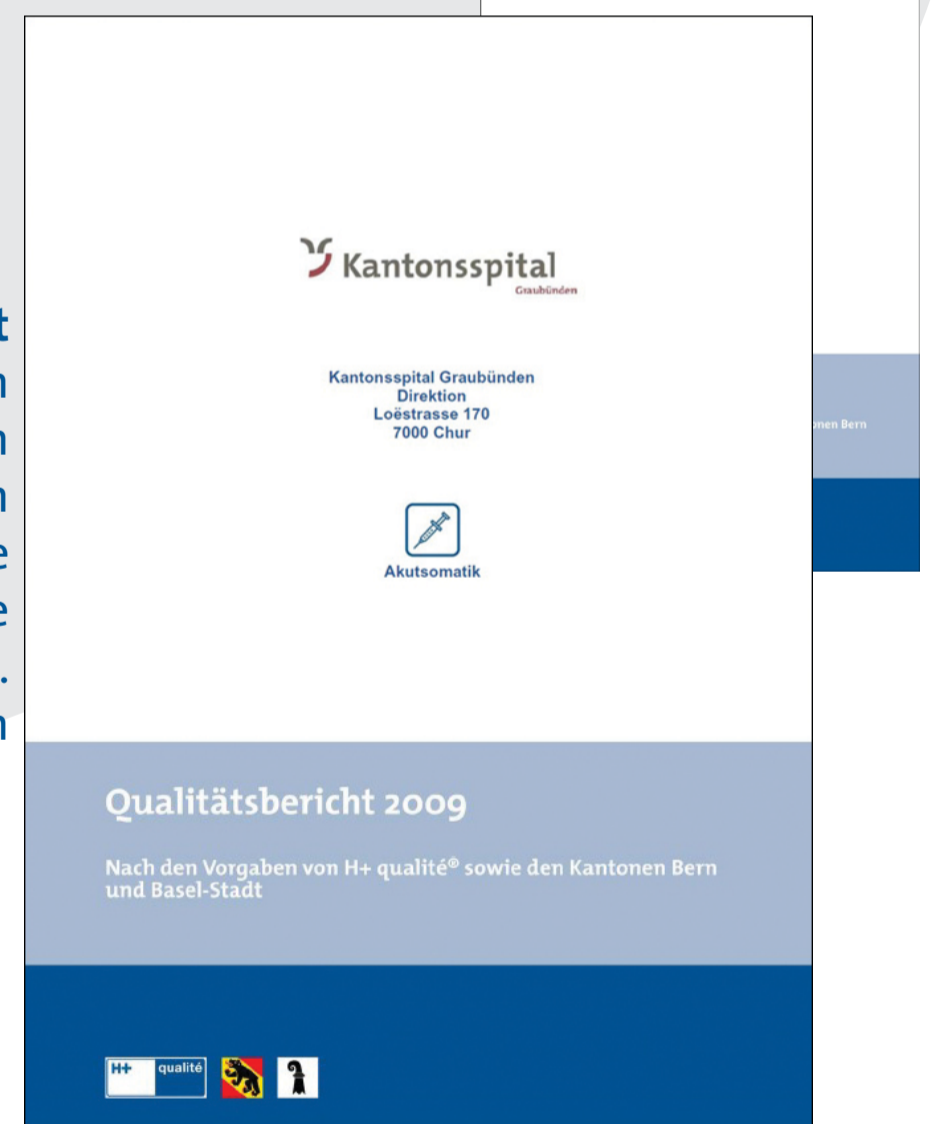 Kantonsspital
Graubünden
Kantonsspital Graubünden
Direktion
Loëstrasse 170
7000 Chur
Akutsomatik
Qualitätsbericht 2009
Nach den Vorgaben von H+ qualité® sowie den Kantonen Bern
und Basel-Stadt
H+ qualité
Bern